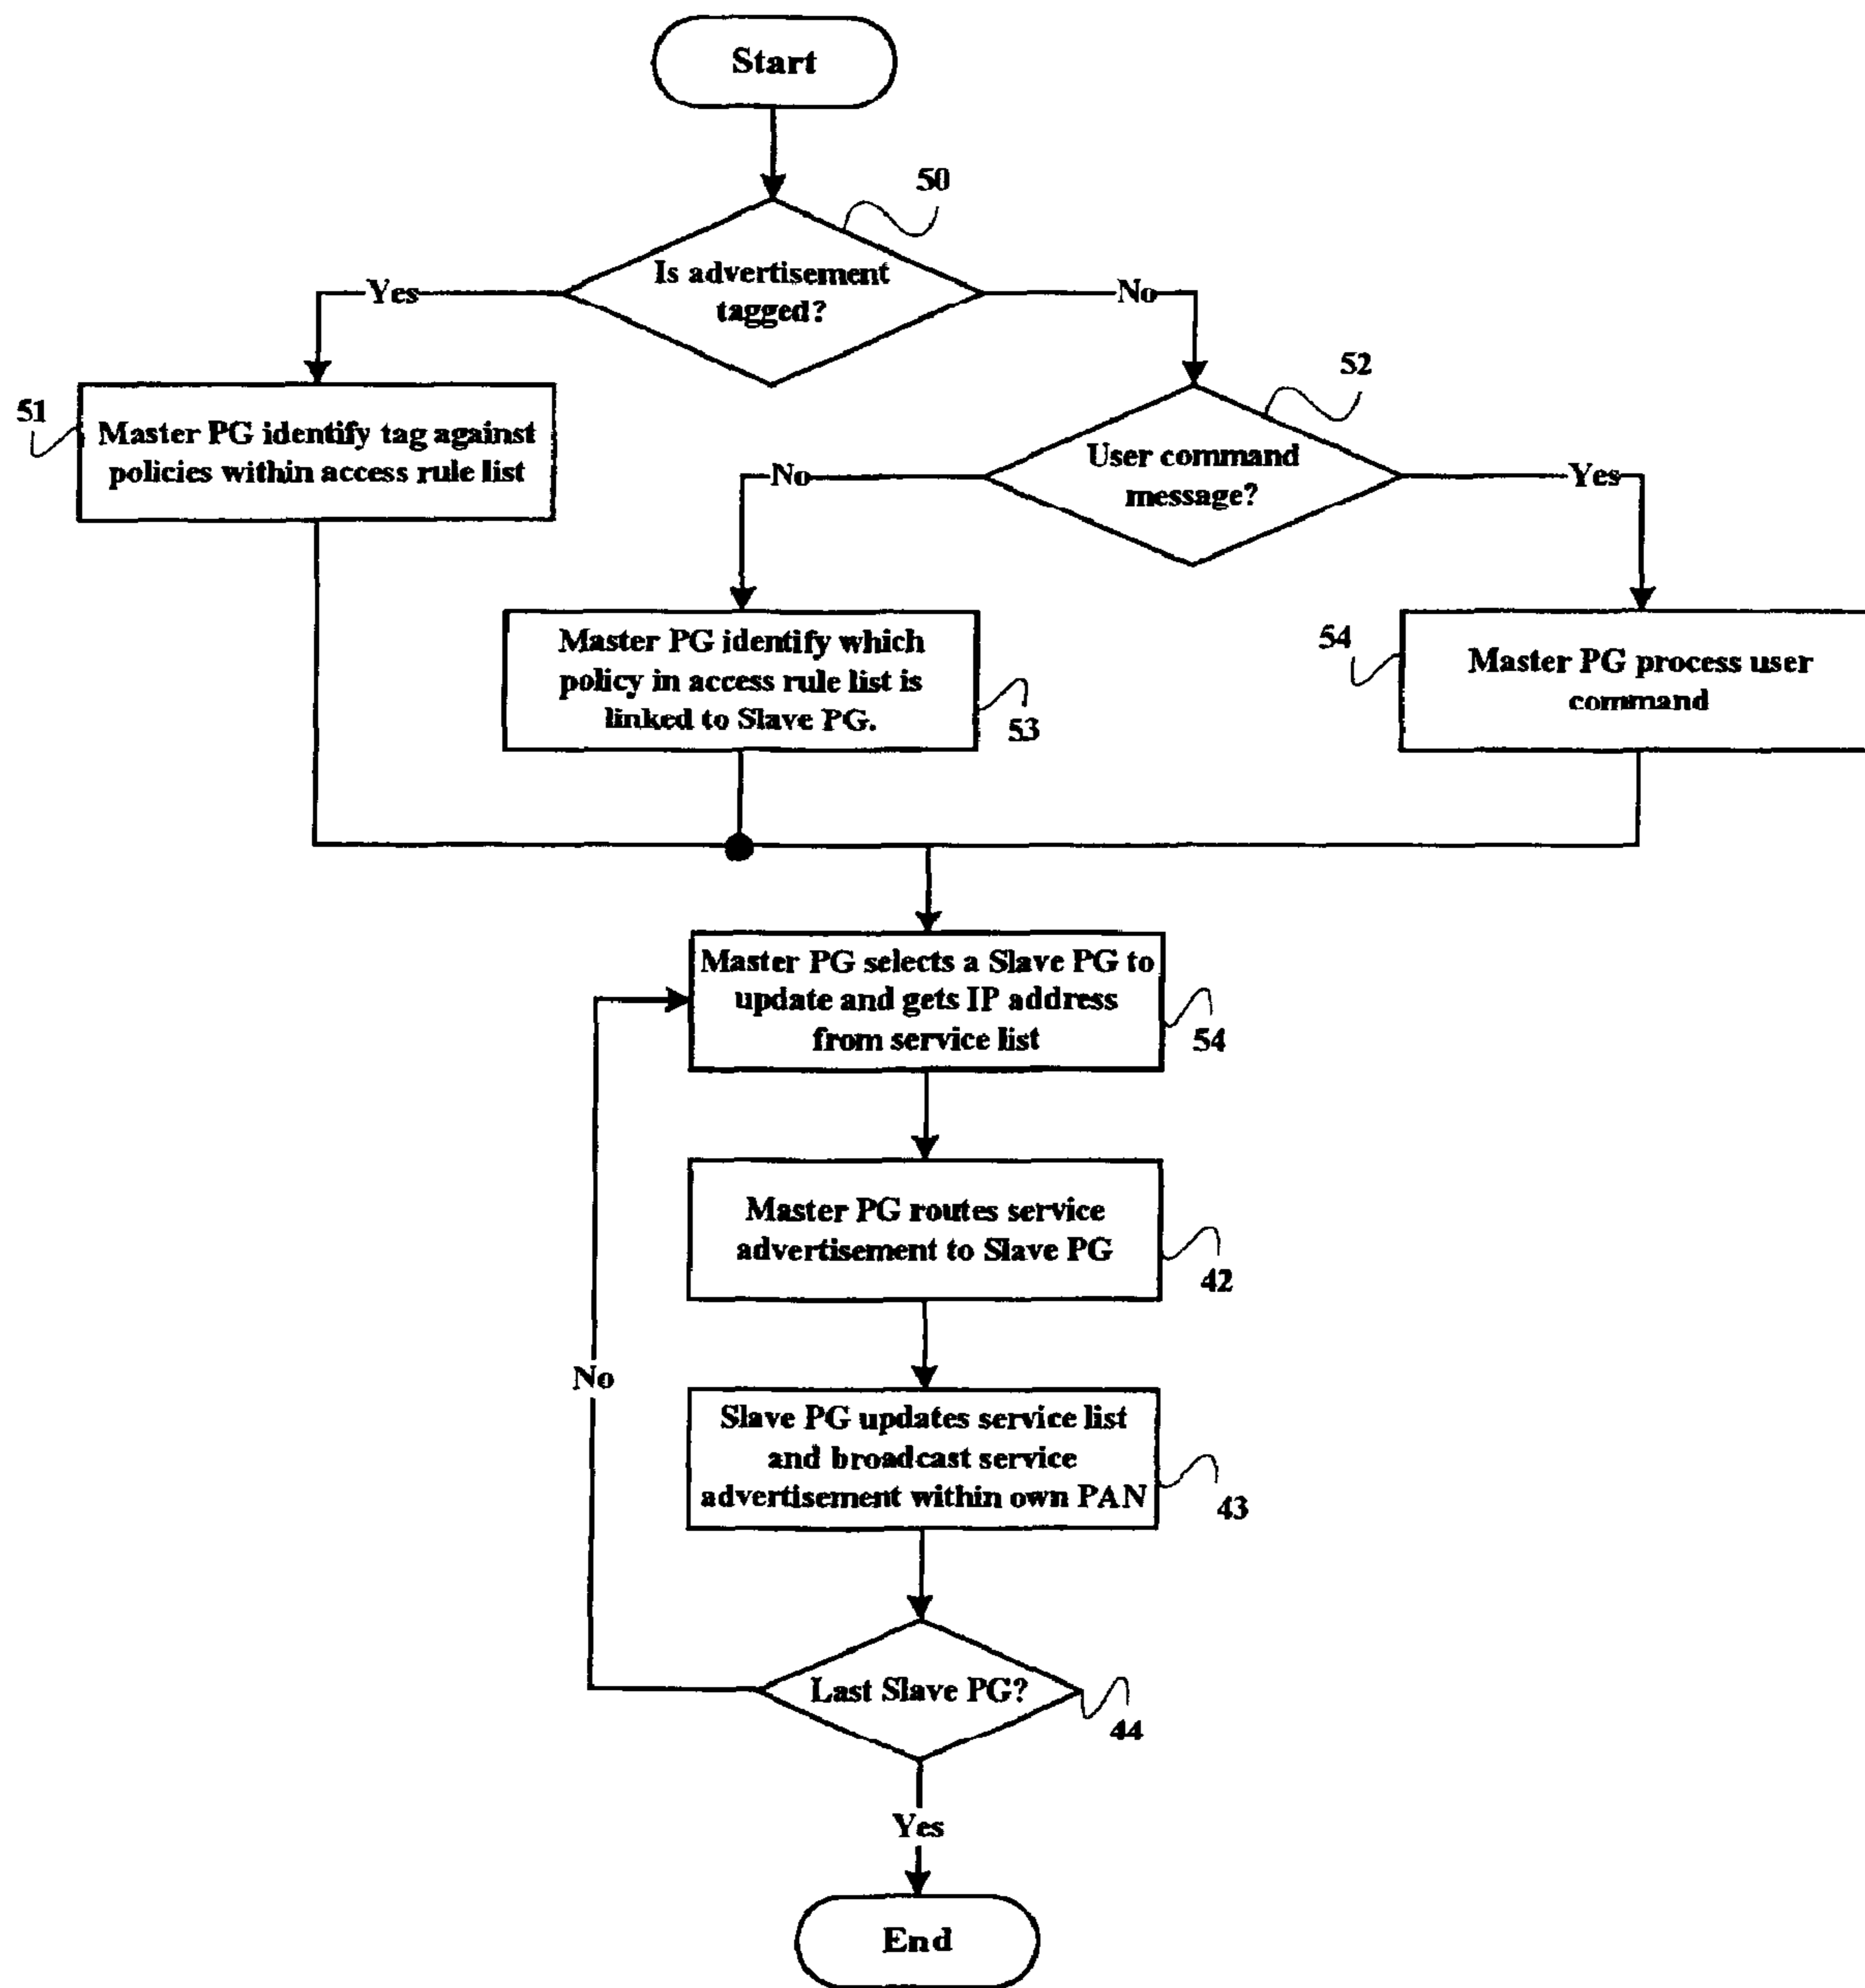 Start
50
Is advertisement
tagged?
Yes
No
52
51
Master PG identify tag against
policies within access rule list
User command
message?
No
Yes
Master PG identify which
policy in access rule list is
linked to Slave PG.
53
54
Master PG process user
command
Master PG selects a Slave PG to
update and gets IP address
from service list
54
Master PG routes service
advertisement to Slave PG
42
No
Slave PG updates service list
and broadcast service
advertisement within own PAN
43
Last Slave PG?
44
Yes
End